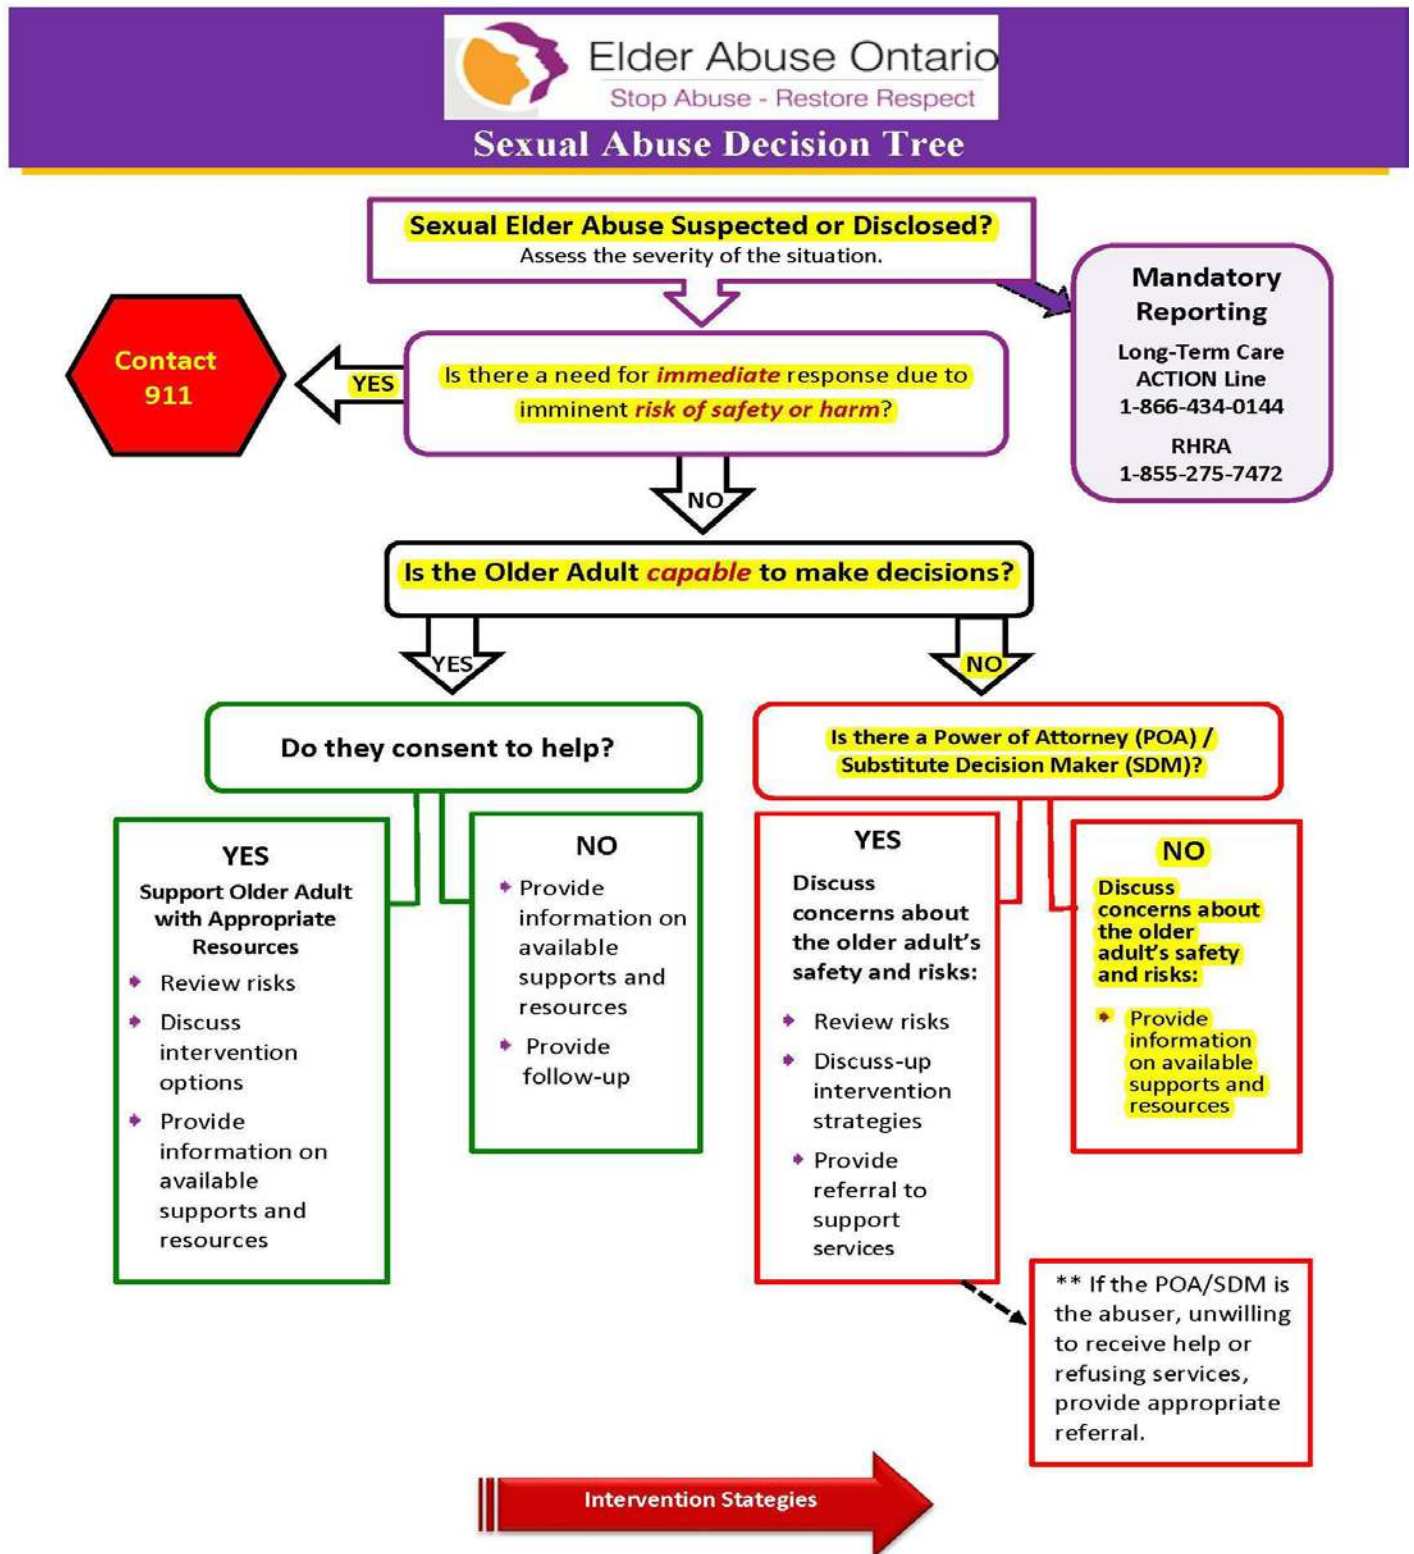 Elder Abuse Ontario
Stop Abuse - Restore Respect
Sexual Abuse Decision Tree
Sexual Elder Abuse Suspected or Disclosed?
Assess the severity of the situation.
Mandatory
Reporting
Long-Term Care
ACTION Line
1-866-434-0144
RHRA
1-855-275-7472
Contact
911
YES
Is there a need for immediate response due to
imminent risk of safety or harm?
NO
Is the Older Adult capable to make decisions?
YES
NO
Do they consent to help?
Is there a Power of Attorney (POA) /
Substitute Decision Maker (SDM)?
YES
Support Older Adult
with Appropriate
Resources
Review risks
Discuss
intervention
options
Provide
information on
available
supports and
resources
NO
Provide
information on
available
supports and
resources
Provide
follow-up
YES
Discuss
concerns about
the older adult's
safety and risks:
Review risks
Discuss-up
intervention
strategies
Provide
referral to
support
services
NO
Discuss
concerns about
the older
adult's safety
and risks:
Provide
information
on available
supports and
resources
** If the POA/SDM is
the abuser, unwilling
to receive help or
refusing services,
provide appropriate
referral.
Intervention Stategies